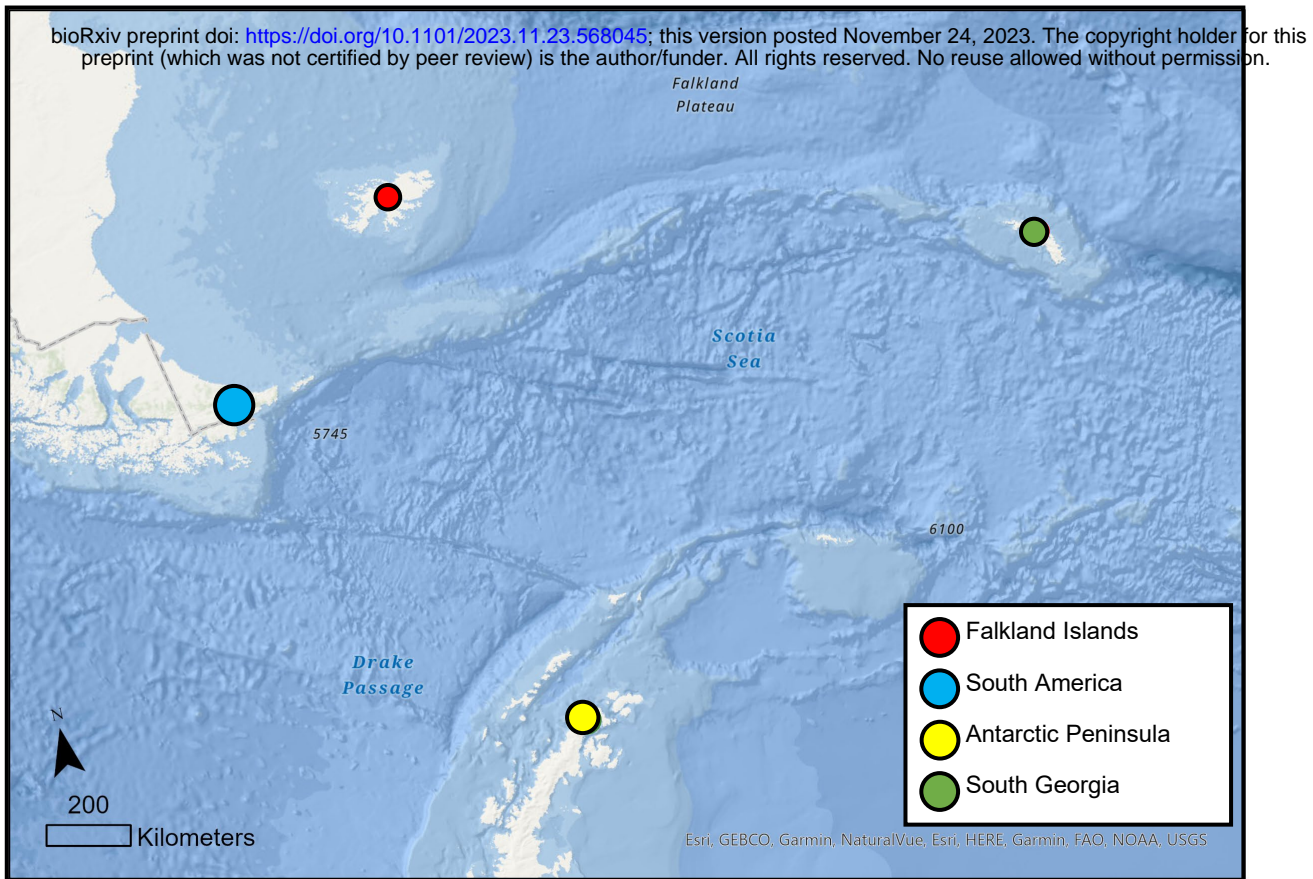 bioRxiv preprint doi: https://doi.org/10.1101/2023.11.23.568045; this version posted November 24, 2023. The copyright holder for this
preprint (which was not certified by peer review) is the author/funder. All rights reserved. No reuse allowed without permission.
Falkland
Plateau
Scotia
Sea
5745
6100
Drake
Passage
N
200
Kilometers
Falkland Islands
South America
Antarctic Peninsula
South Georgia
Esri, GEBCO, Garmin, NaturalVue, Esri, HERE, Garmin, FAO, NOAA, USGS